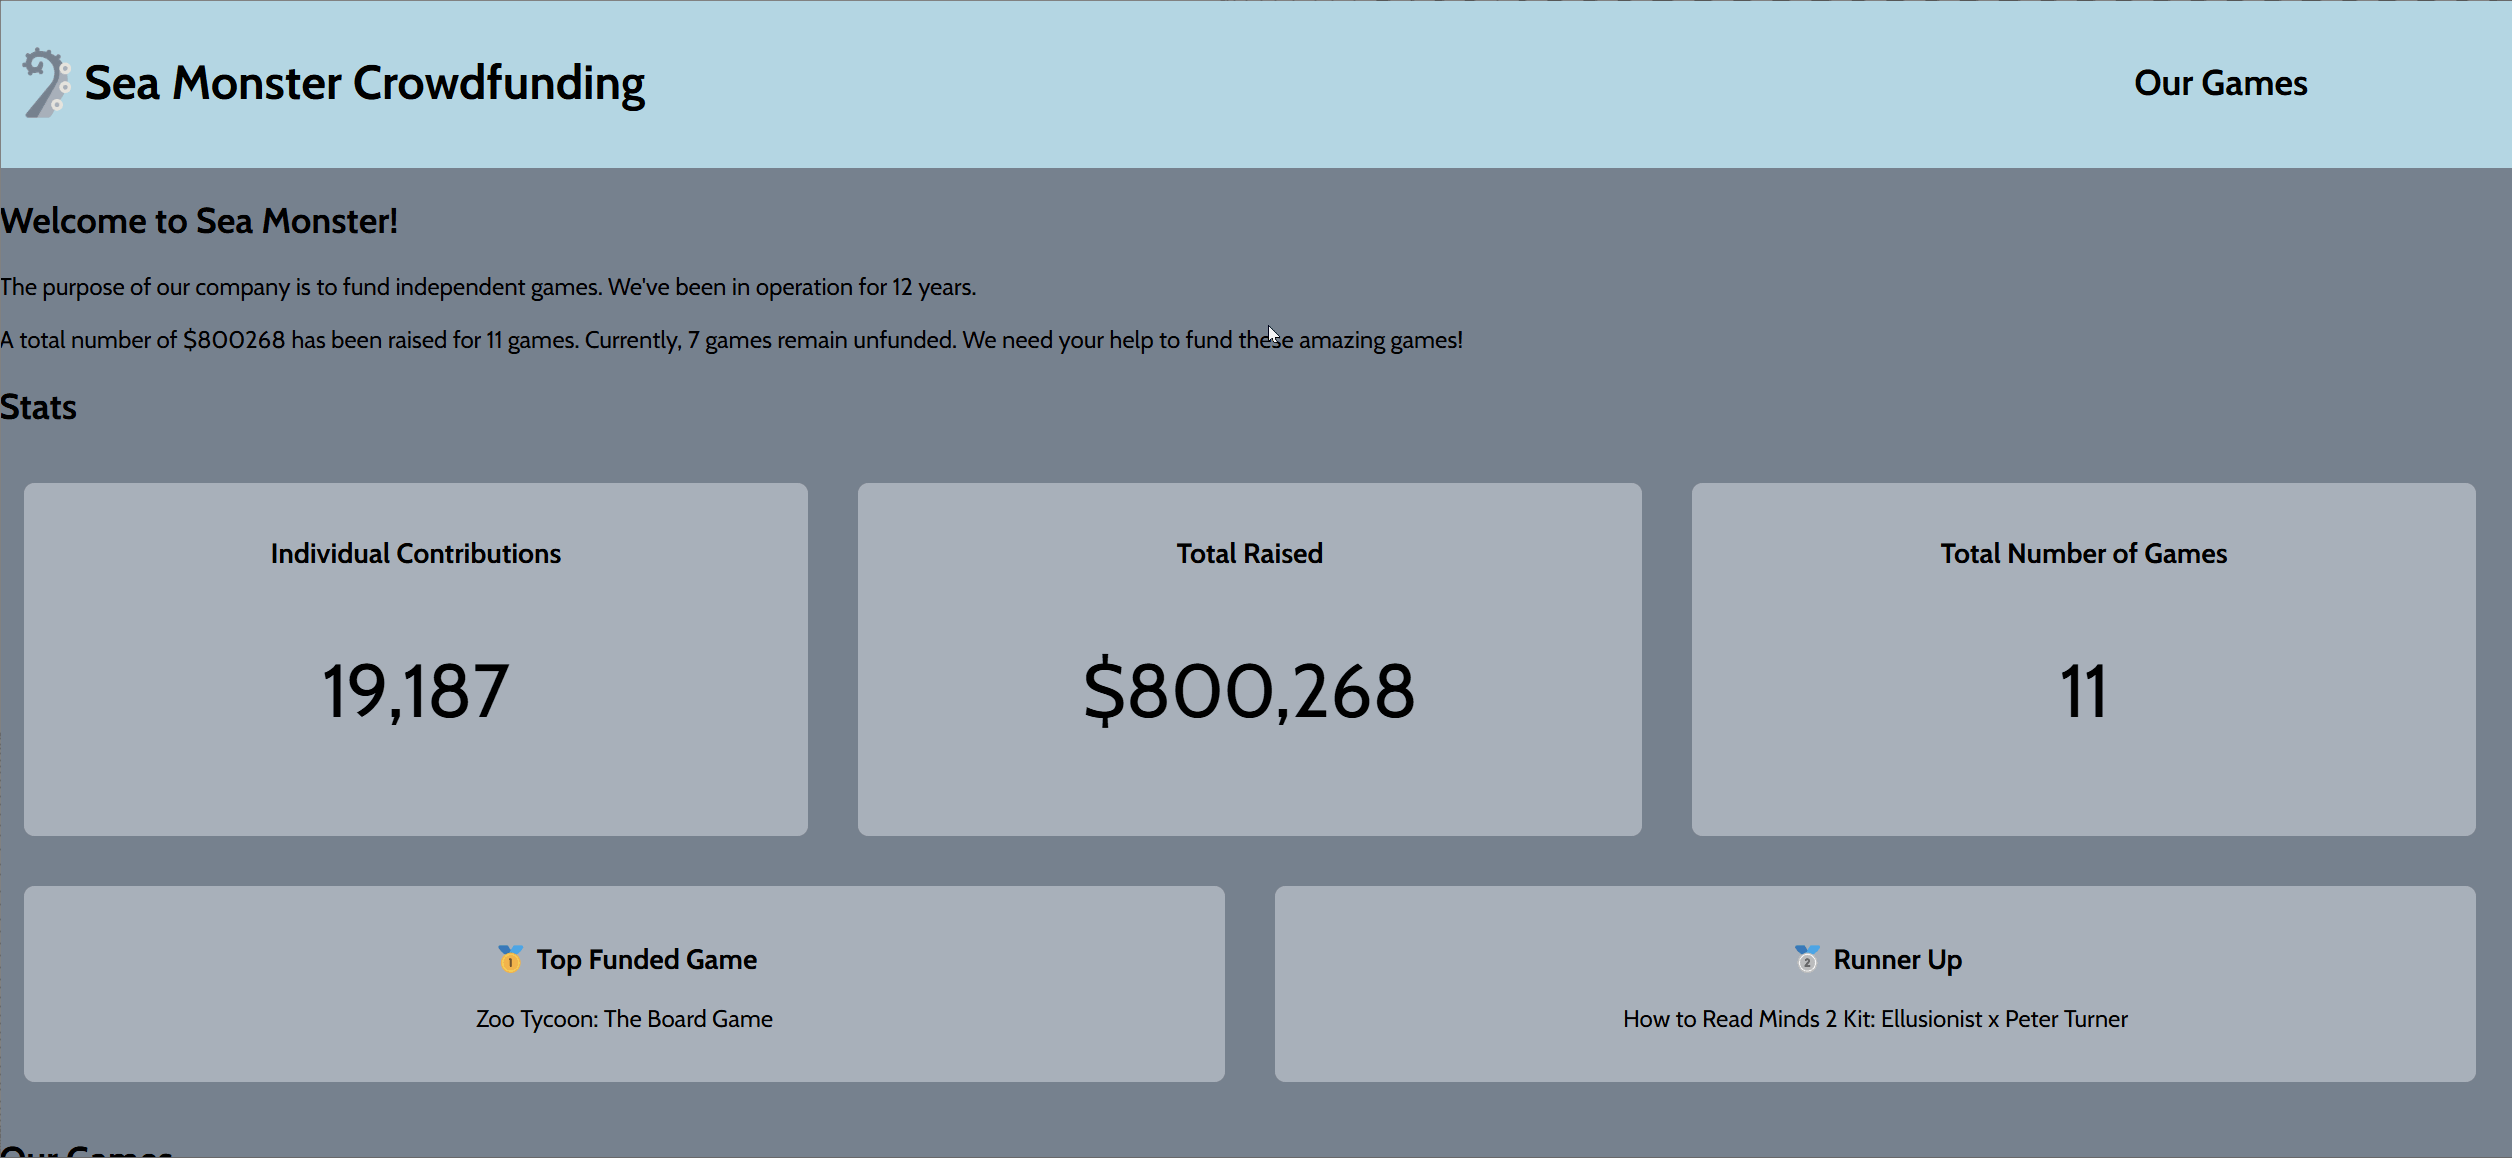 Sea Monster Crowdfunding
Our Games
Welcome to Sea Monster!
The purpose of our company is to fund independent games. We've been in operation for 12 years.
A total number of $800268 has been raised for 11 games. Currently, 7 games remain unfunded. We need your help to fund these amazing games!
Stats
Individual Contributions
19,187
Total Raised
$800,268
Total Number of Games
11
🥇 Top Funded Game
Zoo Tycoon: The Board Game
🥈 Runner Up
How to Read Minds 2 Kit: Ellusionist x Peter Turner
Our Games